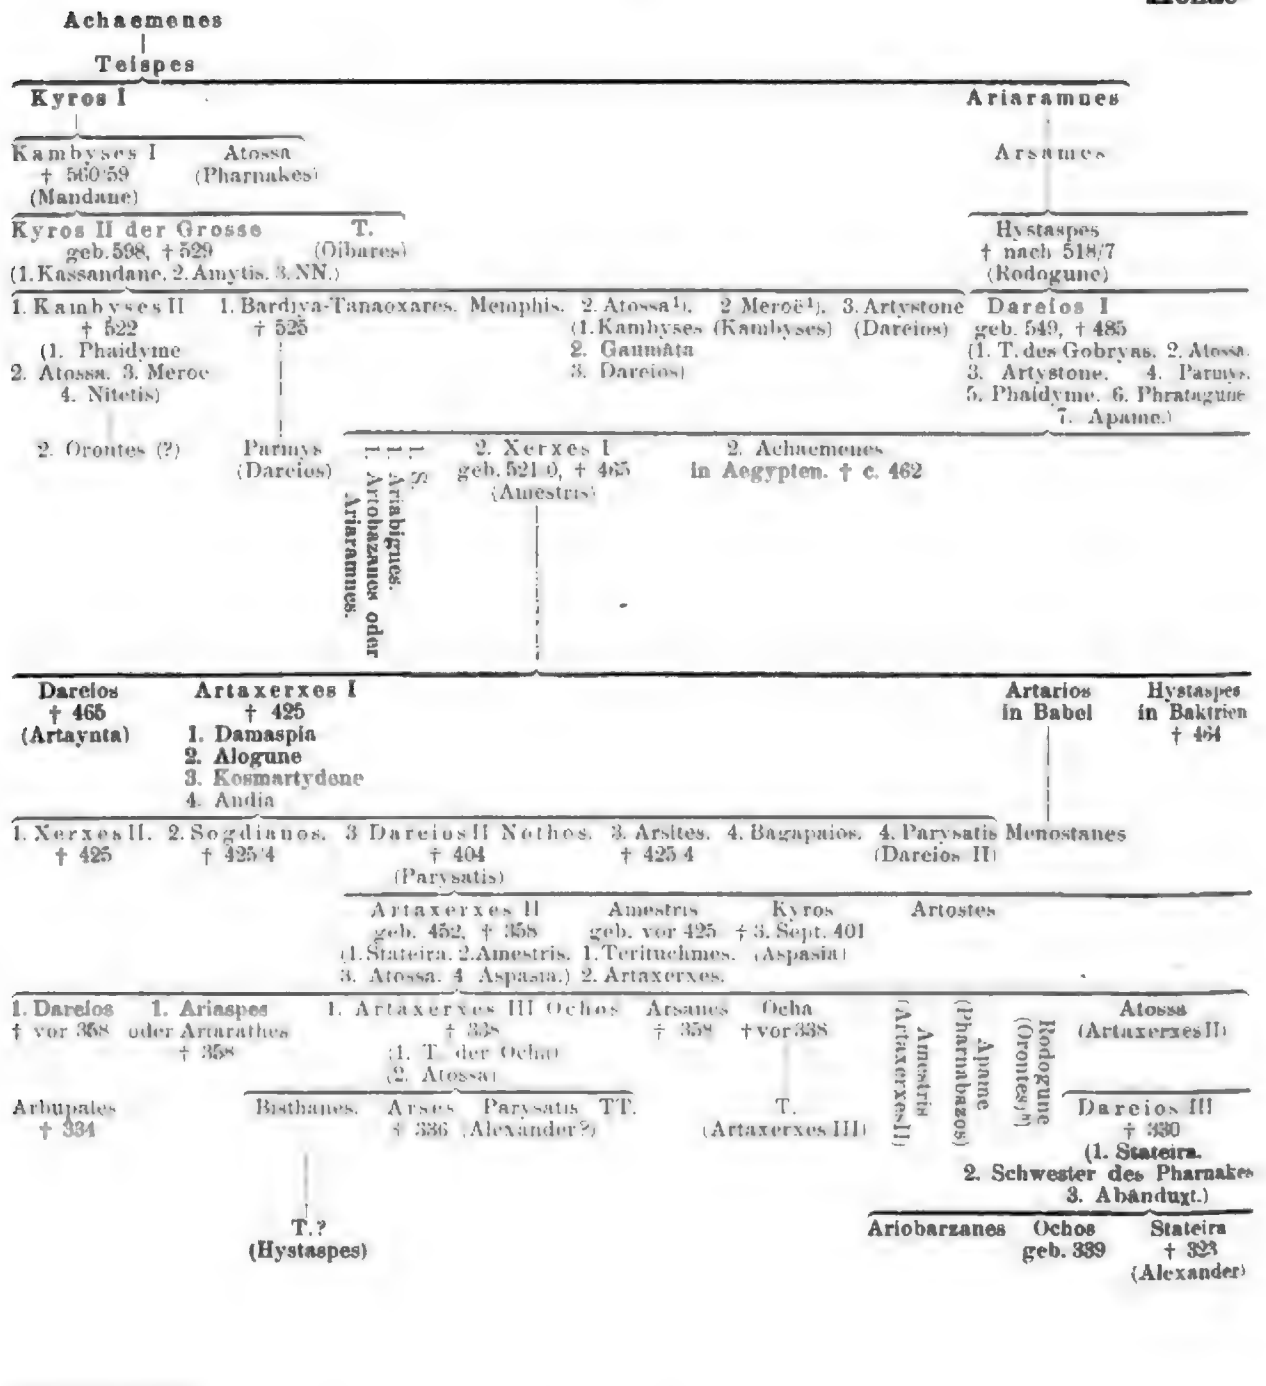 Achaemenes
Teispes
Kyros I
Ariaramnes
Kambyses I Atossa
Arsames
† 560/59 (Pharnakes)
(Mandane)
Kyros II der Grosse T.
Hystaspes
geb. 598, † 529 (Oibares)
† nach 518/7
(1. Kassandane. 2. Amytis. 3. NN.)
(Rodogune)
1. Kambyses II 1. Bardiya-Tanaoxares. Memphis. 2. Atossa¹). 2 Meroë¹). 3. Artystone Dareios I
† 522 † 525 (1. Kambyses (Kambyses) (Dareios) geb. 549, † 485
(1. Phaidyme 2. Gaumâta (1. T. des Gobryas. 2. Atossa.
2. Atossa. 3. Meroe 3. Dareios) 3. Artystone. 4. Parmys.
4. Nitetis) 5. Phaidyme. 6. Phratagune
7. Apame.)
2. Orontes (?) Parmys
(Dareios)
1. S.
1. Ariabignes.
1. Artobazanes oder
Ariaramnes.
2. Xerxes I 2. Achaemenes
geb. 521/0, † 465 in Aegypten. † c. 462
(Amestris)
Dareios Artaxerxes I Artarios Hystaspes
† 465 † 425 in Babel in Baktrien
(Artaynta) 1. Damaspia † 464
2. Alogune
3. Kosmartydene
4. Andia
1. Xerxes II. 2. Sogdianos. 3 Dareios II Nothos. 3. Arsites. 4. Bagapaios. 4. Parysatis Menostanes
† 425 † 425/4 † 404 † 425/4 (Dareios II)
(Parysatis)
Artaxerxes II Amestris Kyros Artostes
geb. 452, † 358 geb. vor 425 † 3. Sept. 401
(1. Stateira. 2. Amestris. 1. Terituchmes. (Aspasia)
3. Atossa. 4 Aspasia.) 2. Artaxerxes.
1. Dareios 1. Ariaspes 1. Artaxerxes III Ochos Arsanes Ocha
† vor 358 oder Ariarathes † 338 † 358 † vor 338
† 358 (1. T. der Ocha)
(2. Atossa)
Amestris
(Artaxerxes II)
Apame
(Pharnabazos)
Rodogune
(Orontes)
Atossa
(Artaxerxes II)
Arbupales Bisthanes. Arses Parysatis TT. T. Dareios III
† 334 † 336 (Alexander?) (Artaxerxes III) † 330
(1. Stateira.
2. Schwester des Pharnakes
3. Abânduχt.)
T.?
(Hystaspes)
Ariobarzanes Ochos Stateira
geb. 339 † 323
(Alexander)